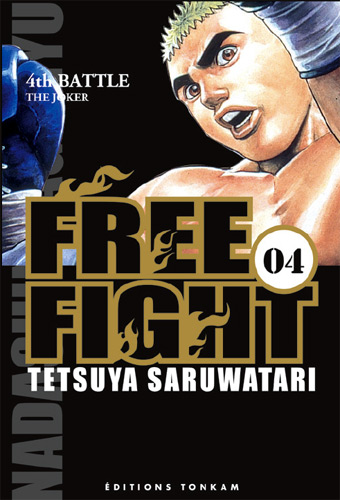 4th BATTLE
THE JOKER
FREE
04
FIGHT
TETSUYA SARUWATARI
ÉDITIONS TONKAM